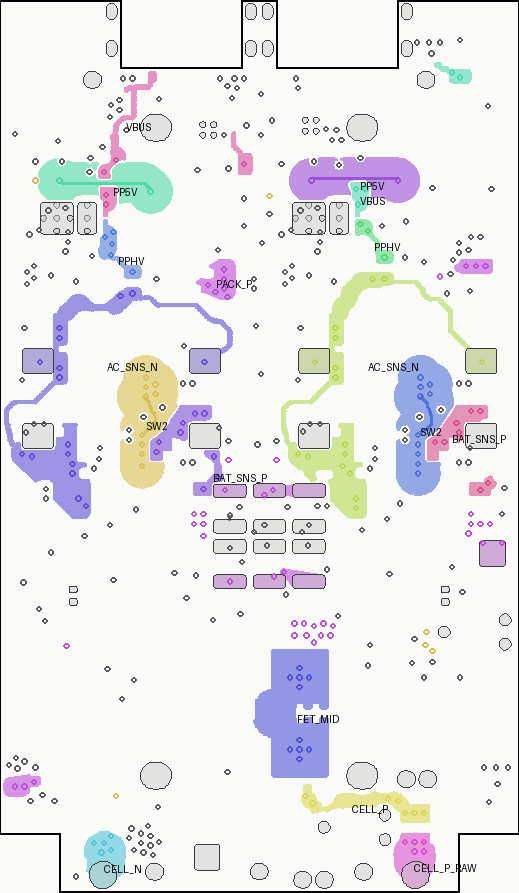 VBUS
PP5V
PP5V
VBUS
PPHV
PPHV
PACK_P
AC_SNS_N
AC_SNS_N
SW2
SW2
BAT_SNS_P
BAT_SNS_P
FET_MID
CELL_P
CELL_N
CELL_P_RAW